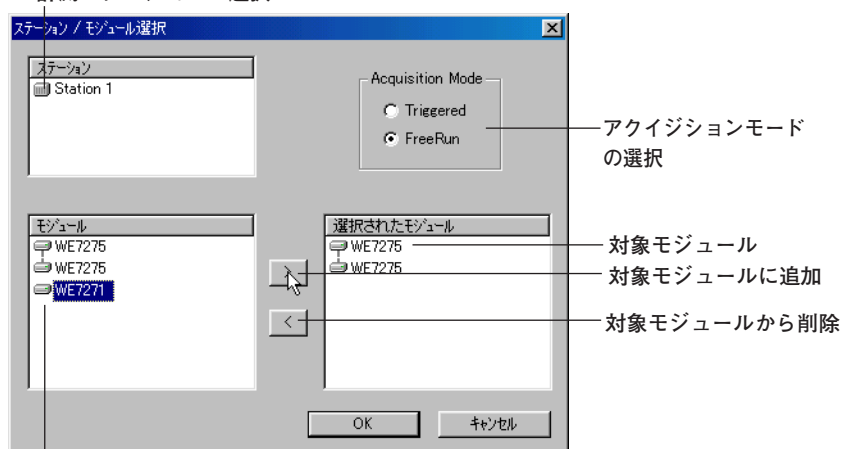 ステーション / モジュール選択
ステーション
Station 1
Acquisition Mode
Triggered
FreeRun
アクイジションモード
の選択
モジュール
WE7275
WE7275
WE7271
>
<
選択されたモジュール
WE7275
WE7275
対象モジュール
対象モジュールに追加
対象モジュールから削除
OK
キャンセル